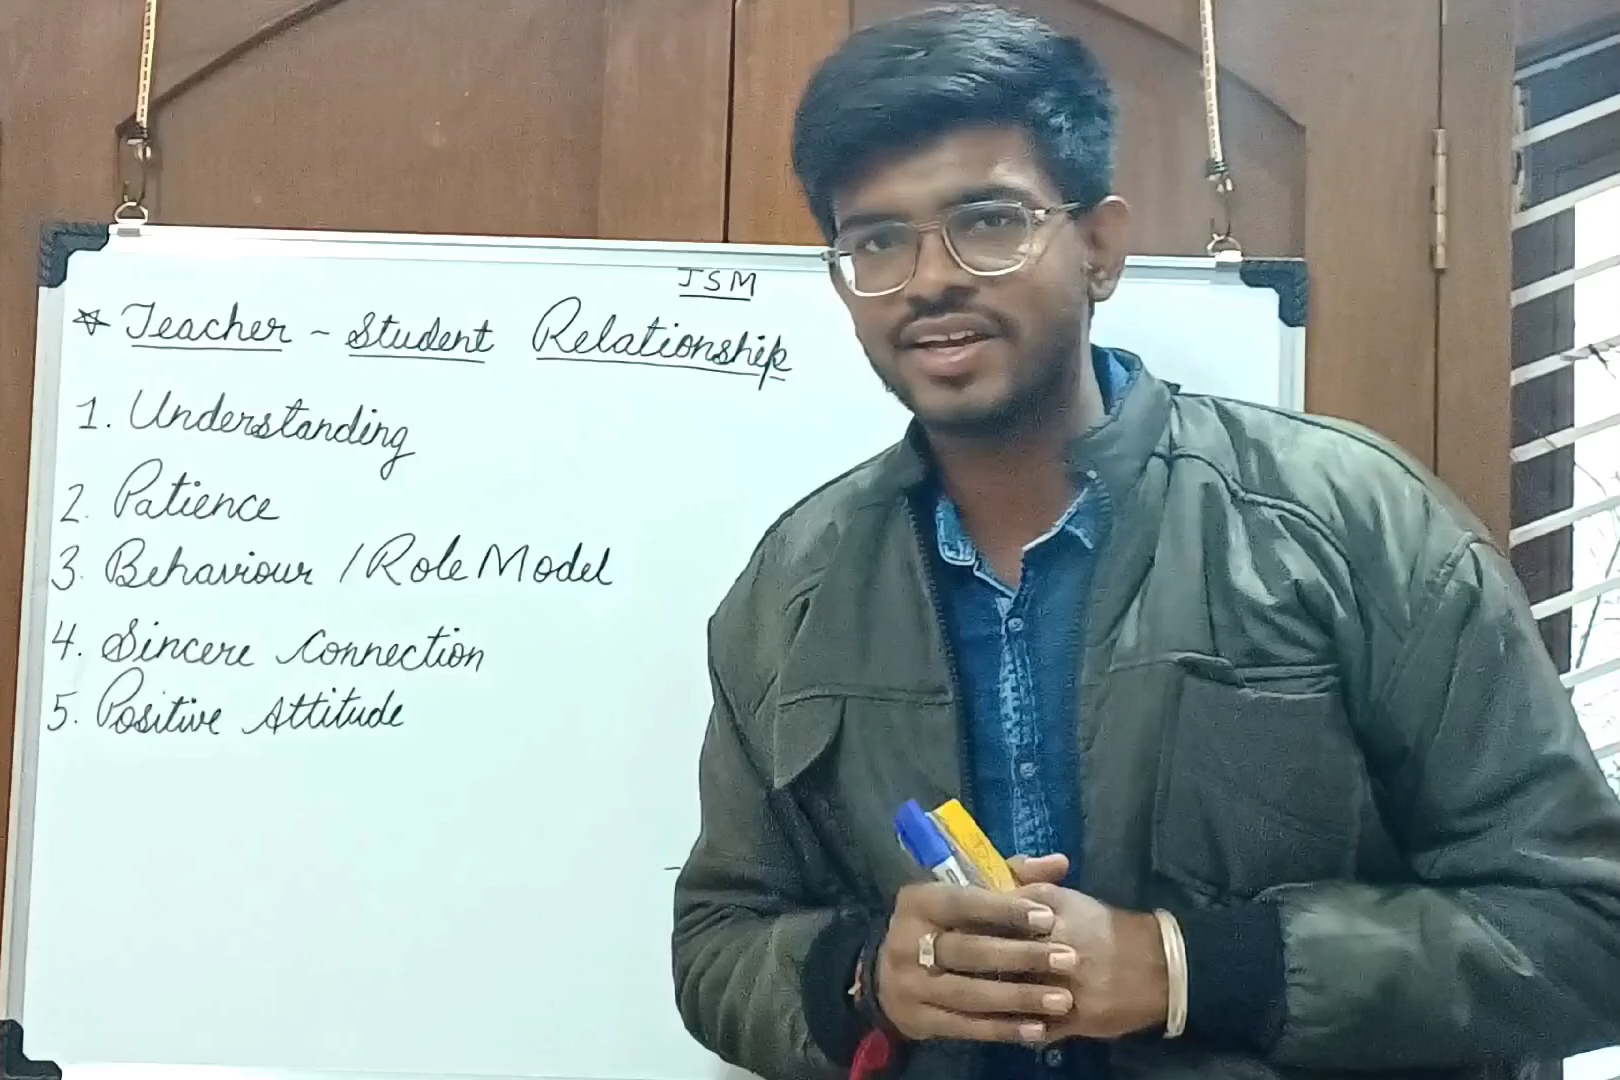 JSM
☆ Teacher - Student Relationship
1. Understanding
2. Patience
3. Behaviour / Role Model
4. Sincere Connection
5. Positive Attitude